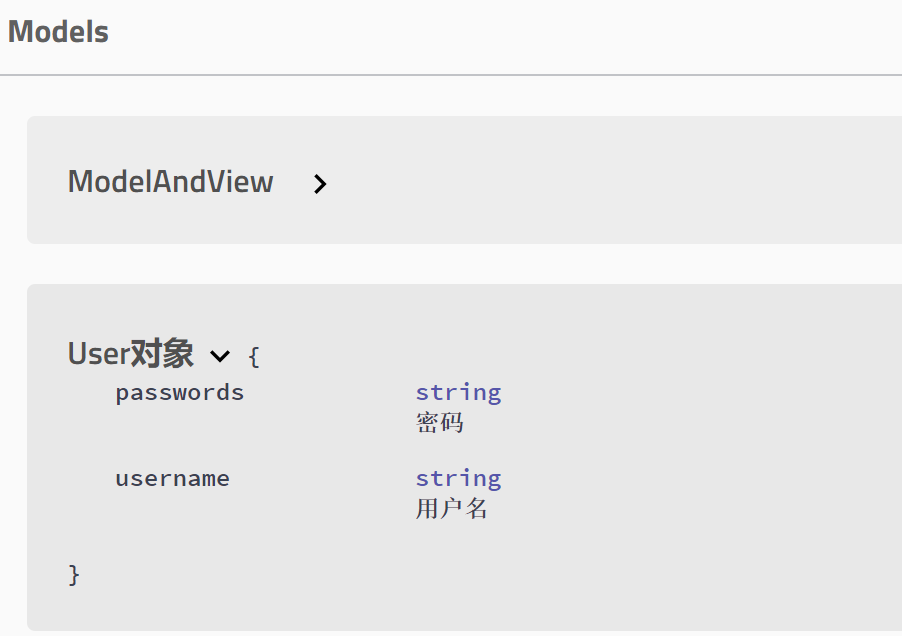 Models
ModelAndView
User对象 {
passwords string
密码
username string
用户名
}